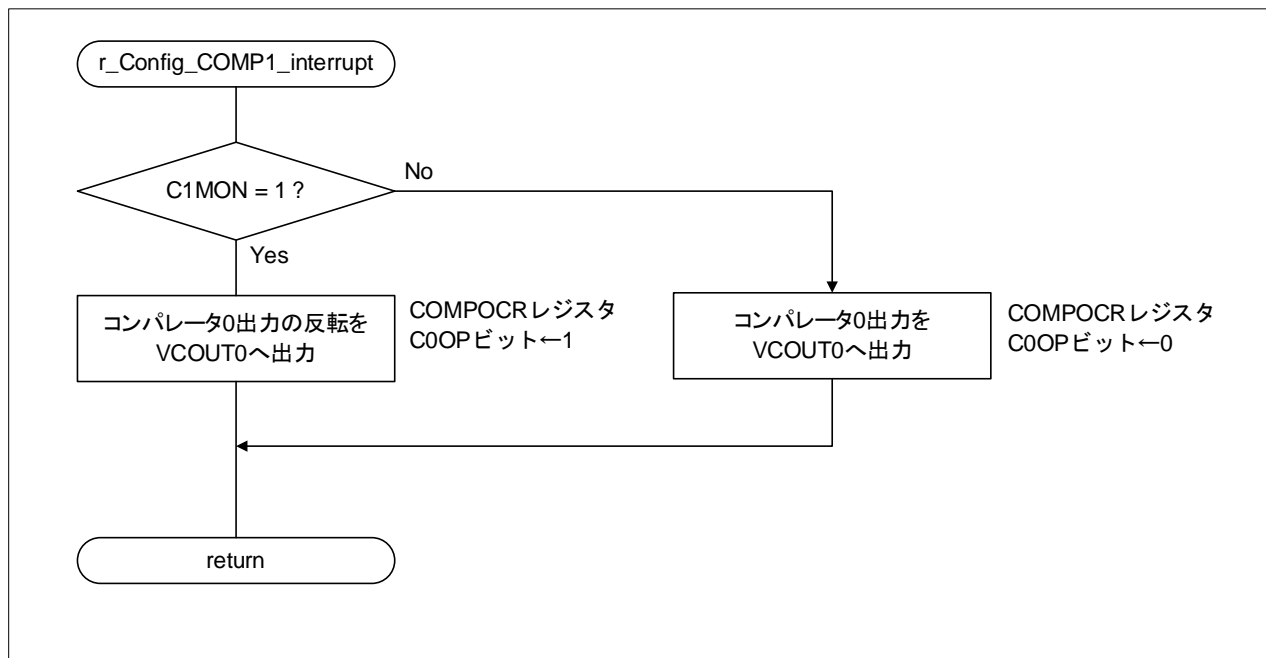 r_Config_COMP1_interrupt
C1MON = 1 ?
No
Yes
コンパレータ0出力の反転を
VCOUT0へ出力
COMPOCRレジスタ
C0OPビット←1
コンパレータ0出力を
VCOUT0へ出力
COMPOCRレジスタ
C0OPビット←0
return